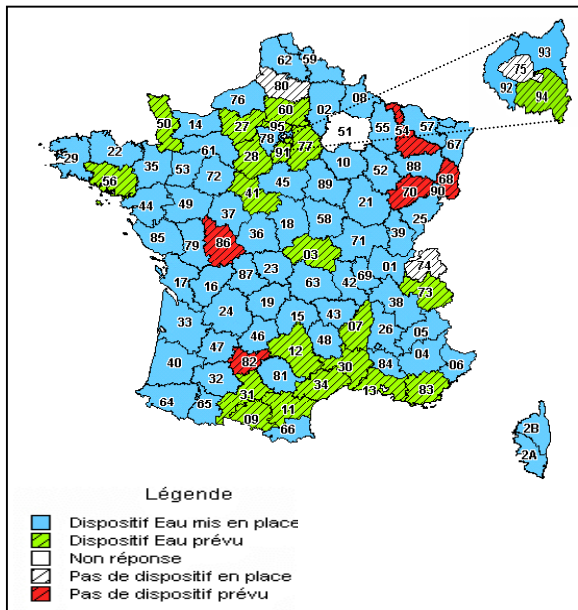 62 59
80
76 02 08
60
50 14 27 95 78 51 55 54 57 67
91 77
61 28
29 22 35 53 10 52 88 68
56 72 41 45 89 70 90
44 49 21 25
37 18 58 39
85 79 86 36 71
03
17 16 87 23 01 74
63 42 69 73
24 19 38
33 15 43 07 26 05
46 48
47 12 04
40 82 30 84 06
32 81 34 13 83
31
64 65 09 11
66
93
75
92 94
2B
2A
Légende
Dispositif Eau mis en place
Dispositif Eau prévu
Non réponse
Pas de dispositif en place
Pas de dispositif prévu